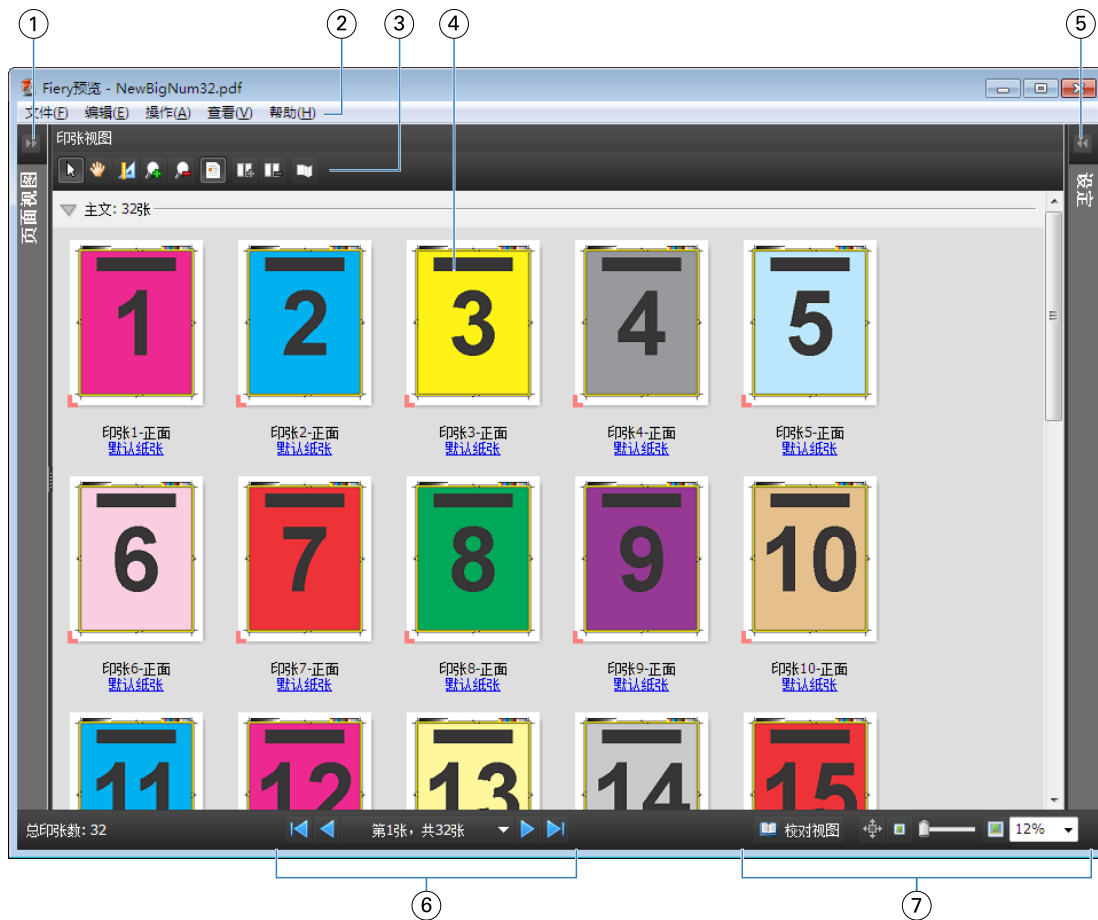 1 2 3 4 5
Fiery预览 - NewBigNum32.pdf
文件(F) 编辑(E) 操作(A) 查看(V) 帮助(H)
印张视图
页面视图
设定
主文: 32张
1 2 3 4 5
印张1-正面 印张2-正面 印张3-正面 印张4-正面 印张5-正面
默认纸张 默认纸张 默认纸张 默认纸张 默认纸张
6 7 8 9 10
印张6-正面 印张7-正面 印张8-正面 印张9-正面 印张10-正面
默认纸张 默认纸张 默认纸张 默认纸张 默认纸张
11 12 13 14 15
总印张数: 32 第1张，共32张 校对视图 12%
6 7